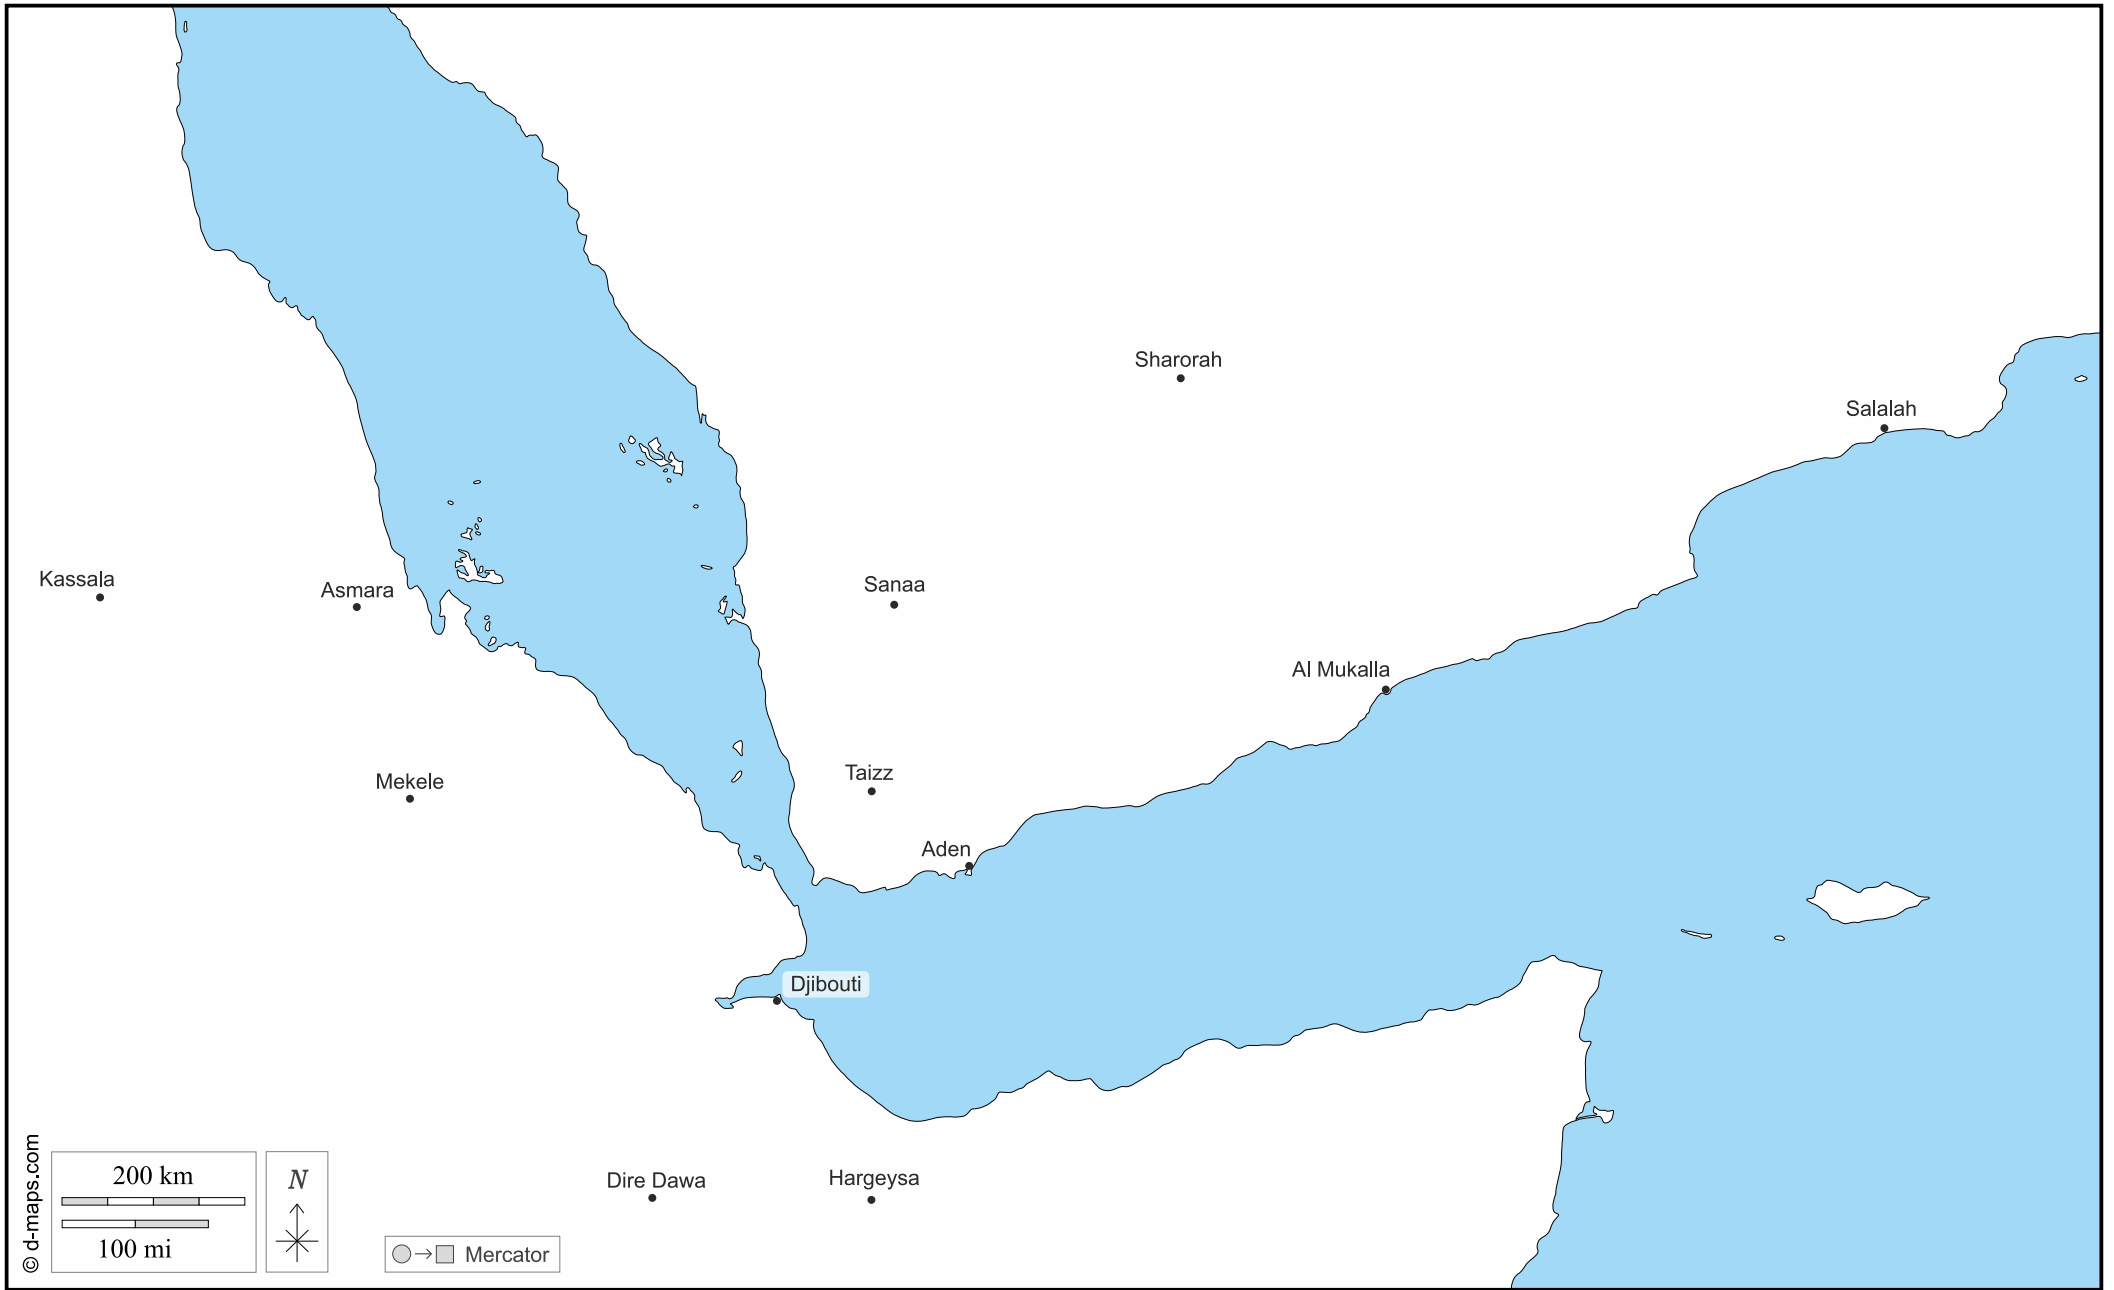 Sharorah
Salalah
Kassala
Asmara
Sanaa
Al Mukalla
Mekele
Taizz
Aden
Djibouti
Dire Dawa
Hargeysa
© d-maps.com
200 km
100 mi
N
Mercator